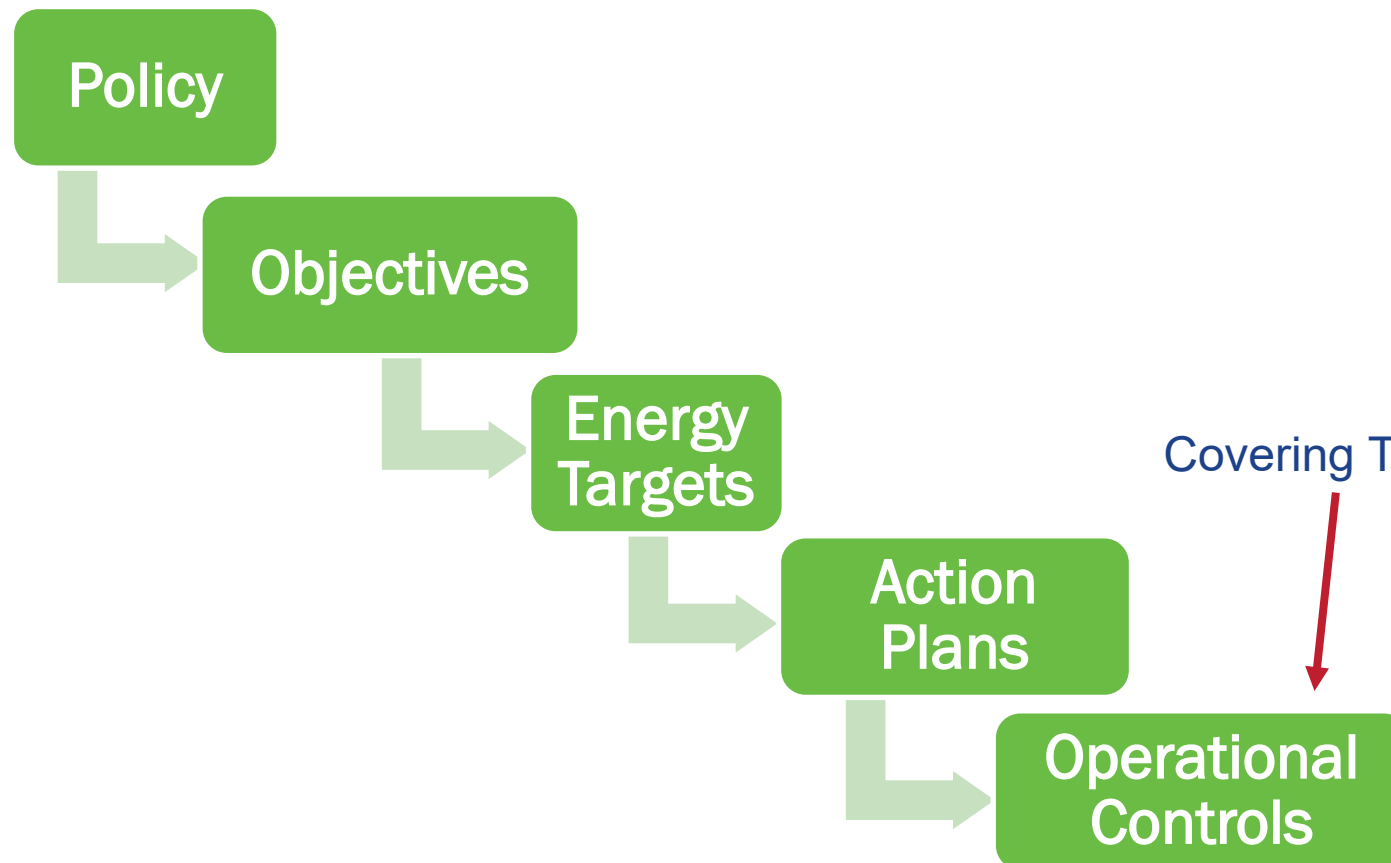 Policy
Objectives
Energy
Targets
Covering T
Action
Plans
Operational
Controls